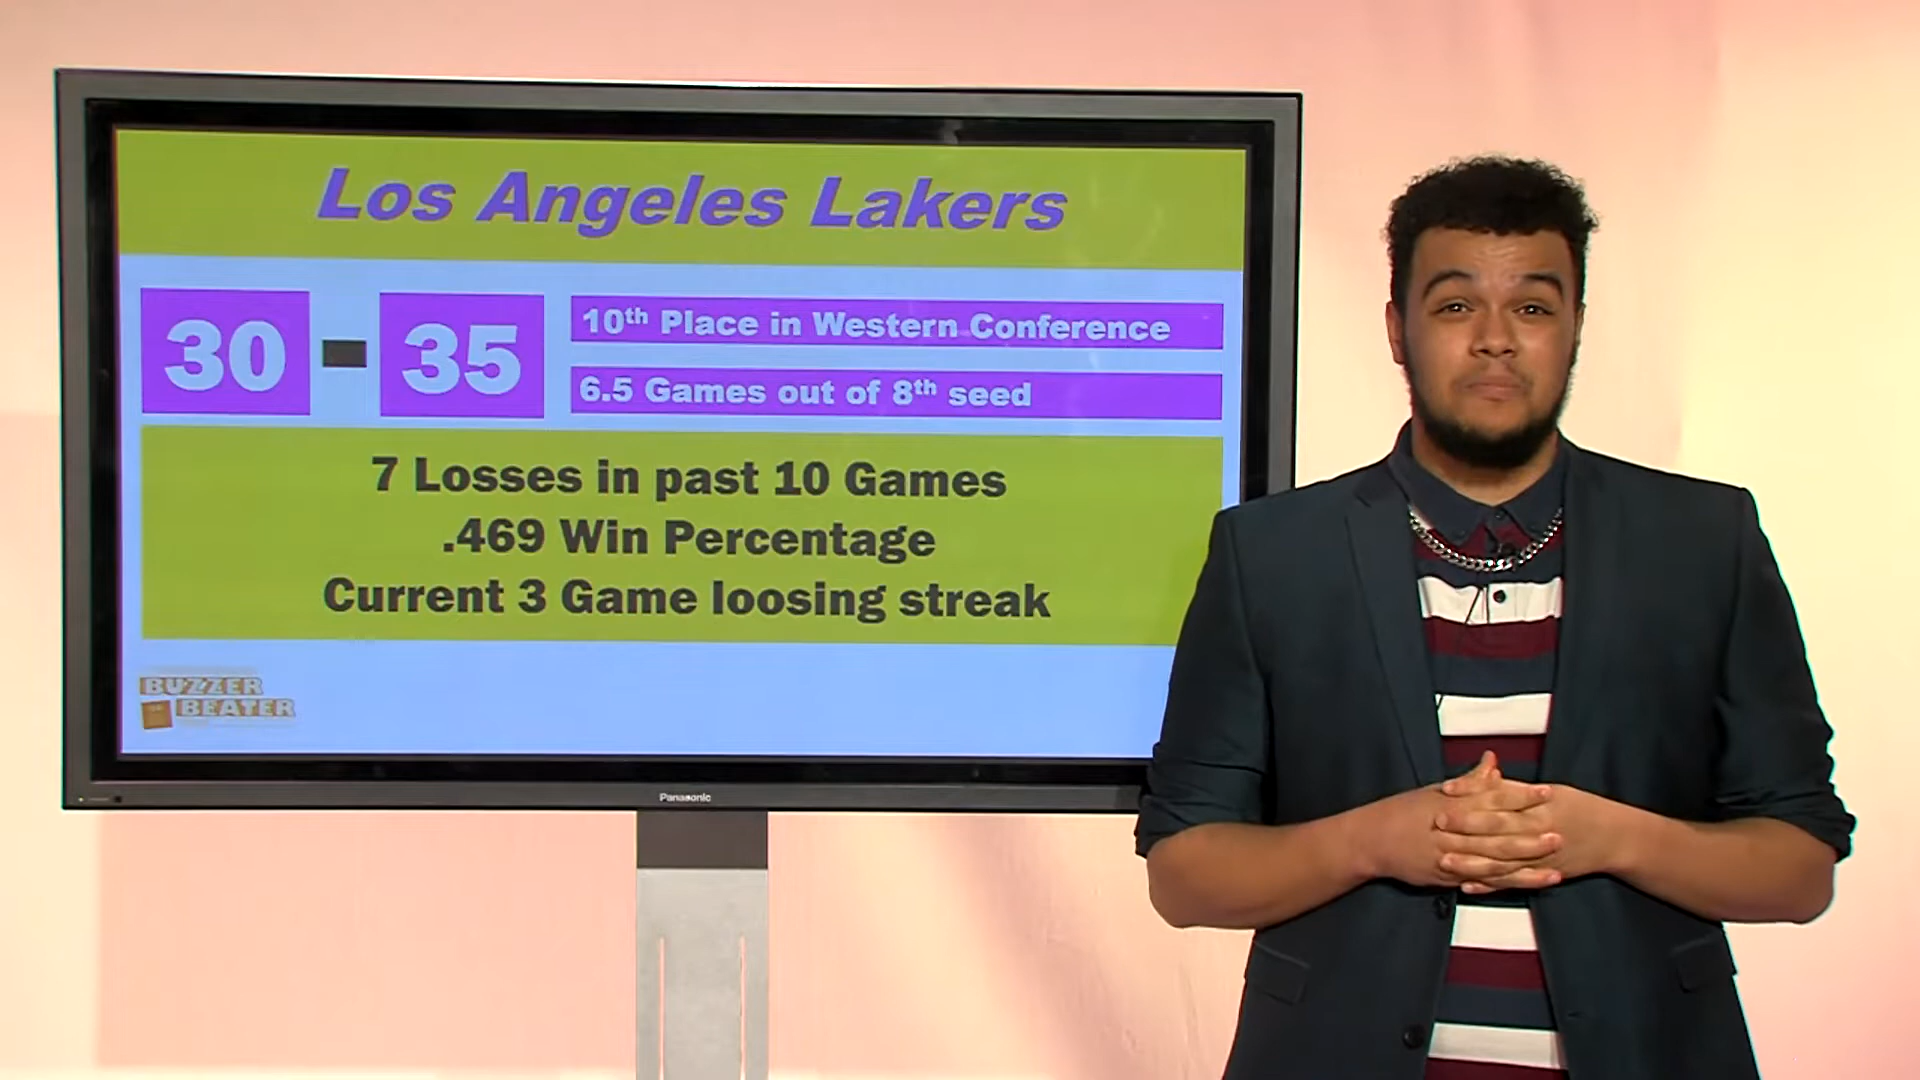 Los Angeles Lakers
30 - 35
10th Place in Western Conference
6.5 Games out of 8th seed
7 Losses in past 10 Games
.469 Win Percentage
Current 3 Game loosing streak
BUZZER
BEATER
Panasonic